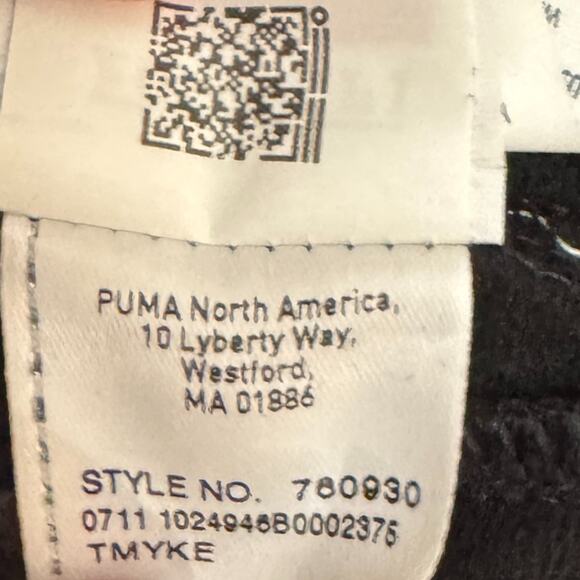 PUMA North America,
10 Lyberty Way,
Westford,
MA 01886
STYLE NO. 780930
0711 1024946B0002376
TMYKE